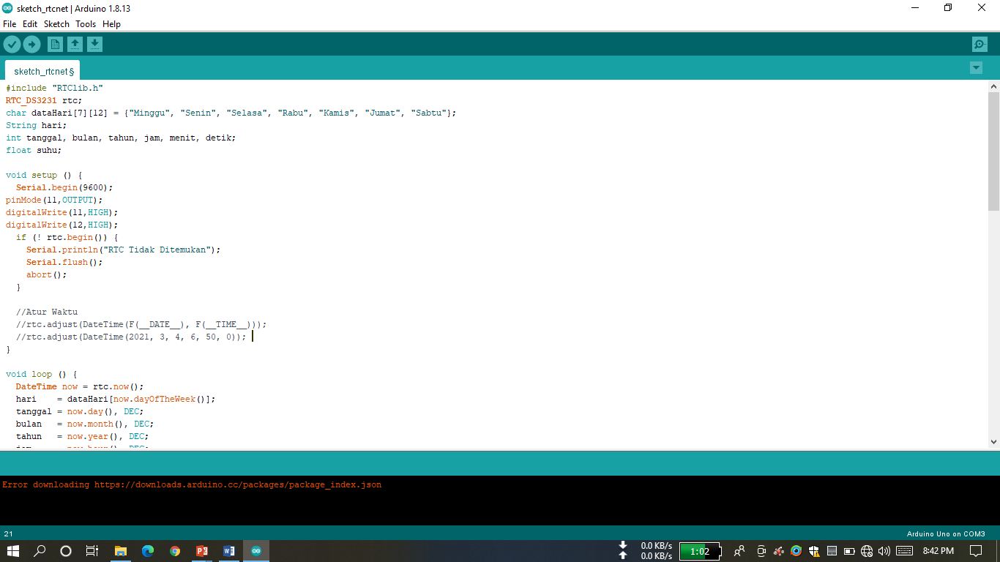 sketch_rtcnet | Arduino 1.8.13
File Edit Sketch Tools Help
sketch_rtcnet §
#include "RTClib.h"
RTC_DS3231 rtc;
char dataHari[7][12] = {"Minggu", "Senin", "Selasa", "Rabu", "Kamis", "Jumat", "Sabtu"};
String hari;
int tanggal, bulan, tahun, jam, menit, detik;
float suhu;
void setup () {
Serial.begin(9600);
pinMode(11,OUTPUT);
digitalWrite(11,HIGH);
digitalWrite(12,HIGH);
if (! rtc.begin()) {
Serial.println("RTC Tidak Ditemukan");
Serial.flush();
abort();
}
//Atur Waktu
//rtc.adjust(DateTime(F(__DATE__), F(__TIME__)));
//rtc.adjust(DateTime(2021, 3, 4, 6, 50, 0));
}
void loop () {
DateTime now = rtc.now();
hari = dataHari[now.dayOfTheWeek()];
tanggal = now.day(), DEC;
bulan = now.month(), DEC;
tahun = now.year(), DEC;
Error downloading https://downloads.arduino.cc/packages/package_index.json
21
Arduino Uno on COM3
0.0 KB/s
0.0 KB/s
1:02
8:42 PM